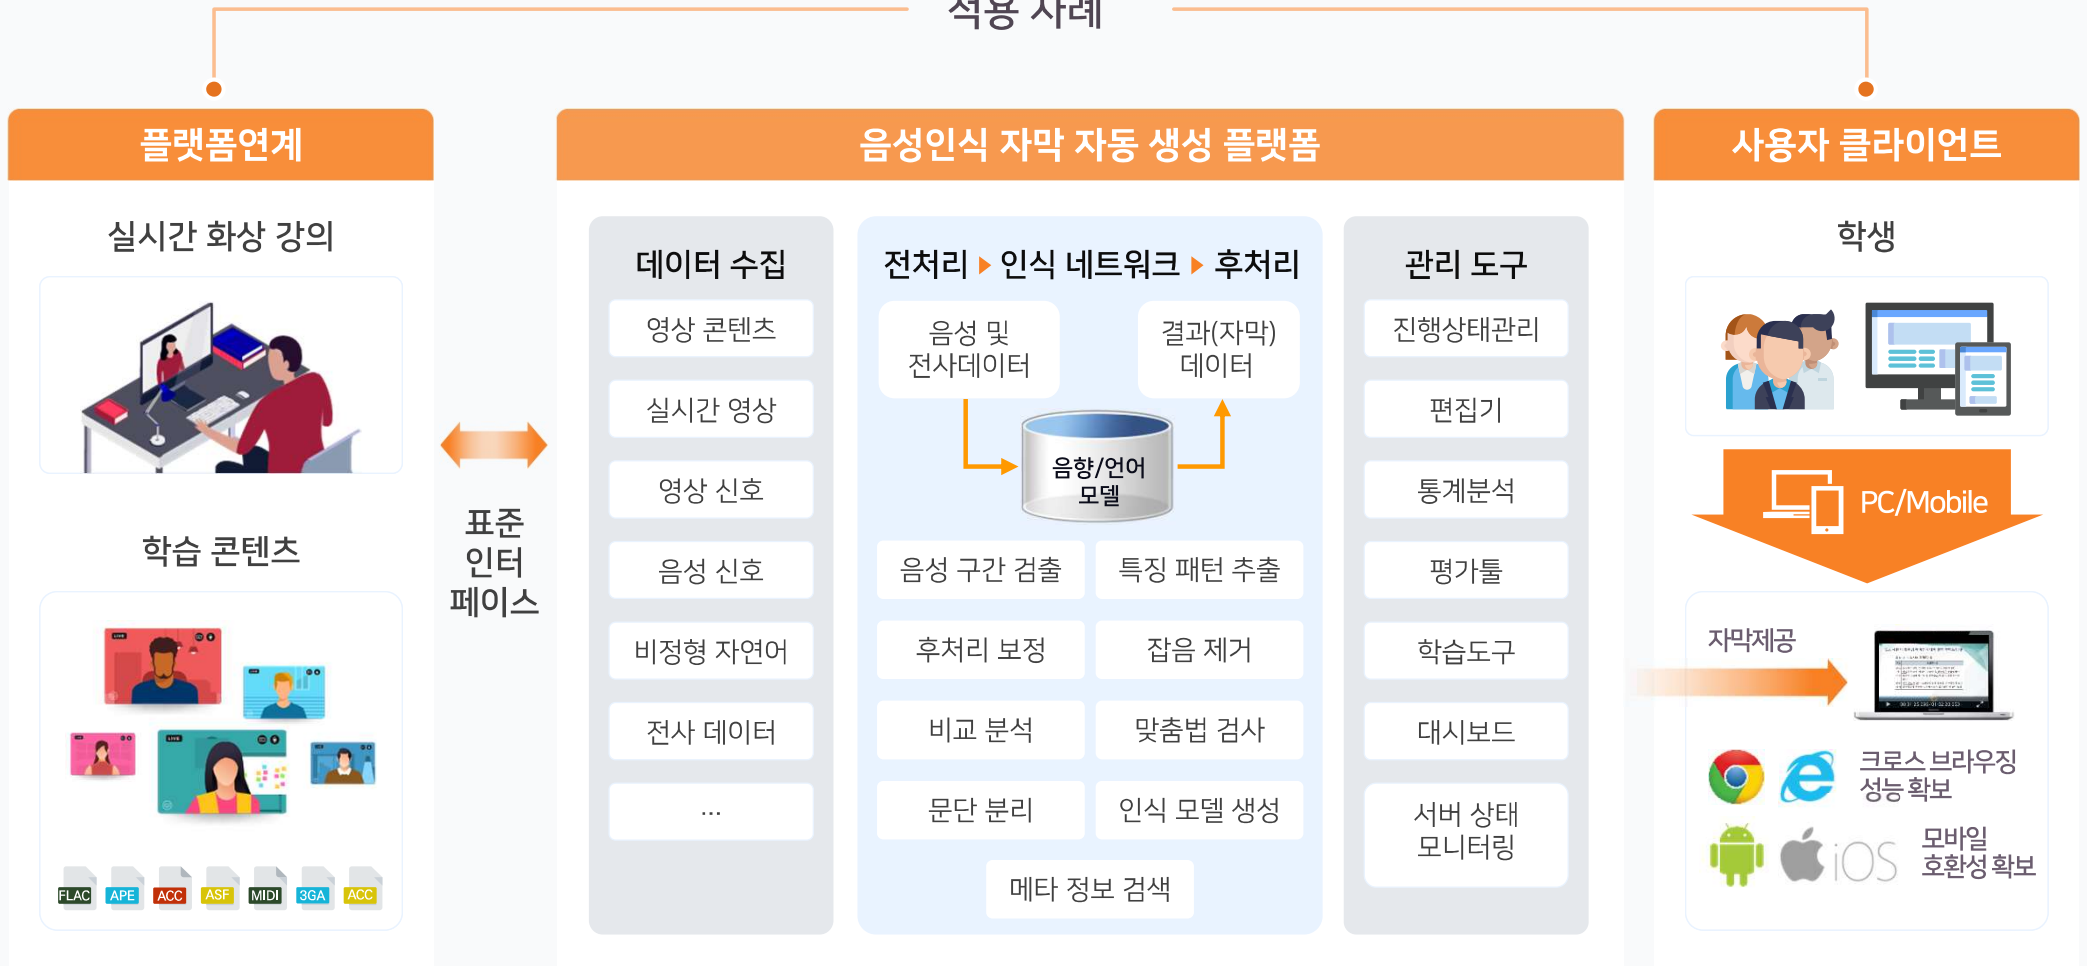 적용 사례
플랫폼연계
실시간 화상 강의
학습 콘텐츠
LIVE
LIVE
LIVE
LIVE
LIVE
FLAC
APE
ACC
ASF
MIDI
3GA
ACC
표준
인터
페이스
음성인식 자막 자동 생성 플랫폼
데이터 수집
영상 콘텐츠
실시간 영상
영상 신호
음성 신호
비정형 자연어
전사 데이터
...
전처리 ▶ 인식 네트워크 ▶ 후처리
음성 및
전사데이터
결과(자막)
데이터
음향/언어
모델
음성 구간 검출
특징 패턴 추출
후처리 보정
잡음 제거
비교 분석
맞춤법 검사
문단 분리
인식 모델 생성
메타 정보 검색
관리 도구
진행상태관리
편집기
통계분석
평가툴
학습도구
대시보드
서버 상태
모니터링
사용자 클라이언트
학생
PC/Mobile
자막제공
크로스 브라우징
성능 확보
iOS
모바일
호환성 확보